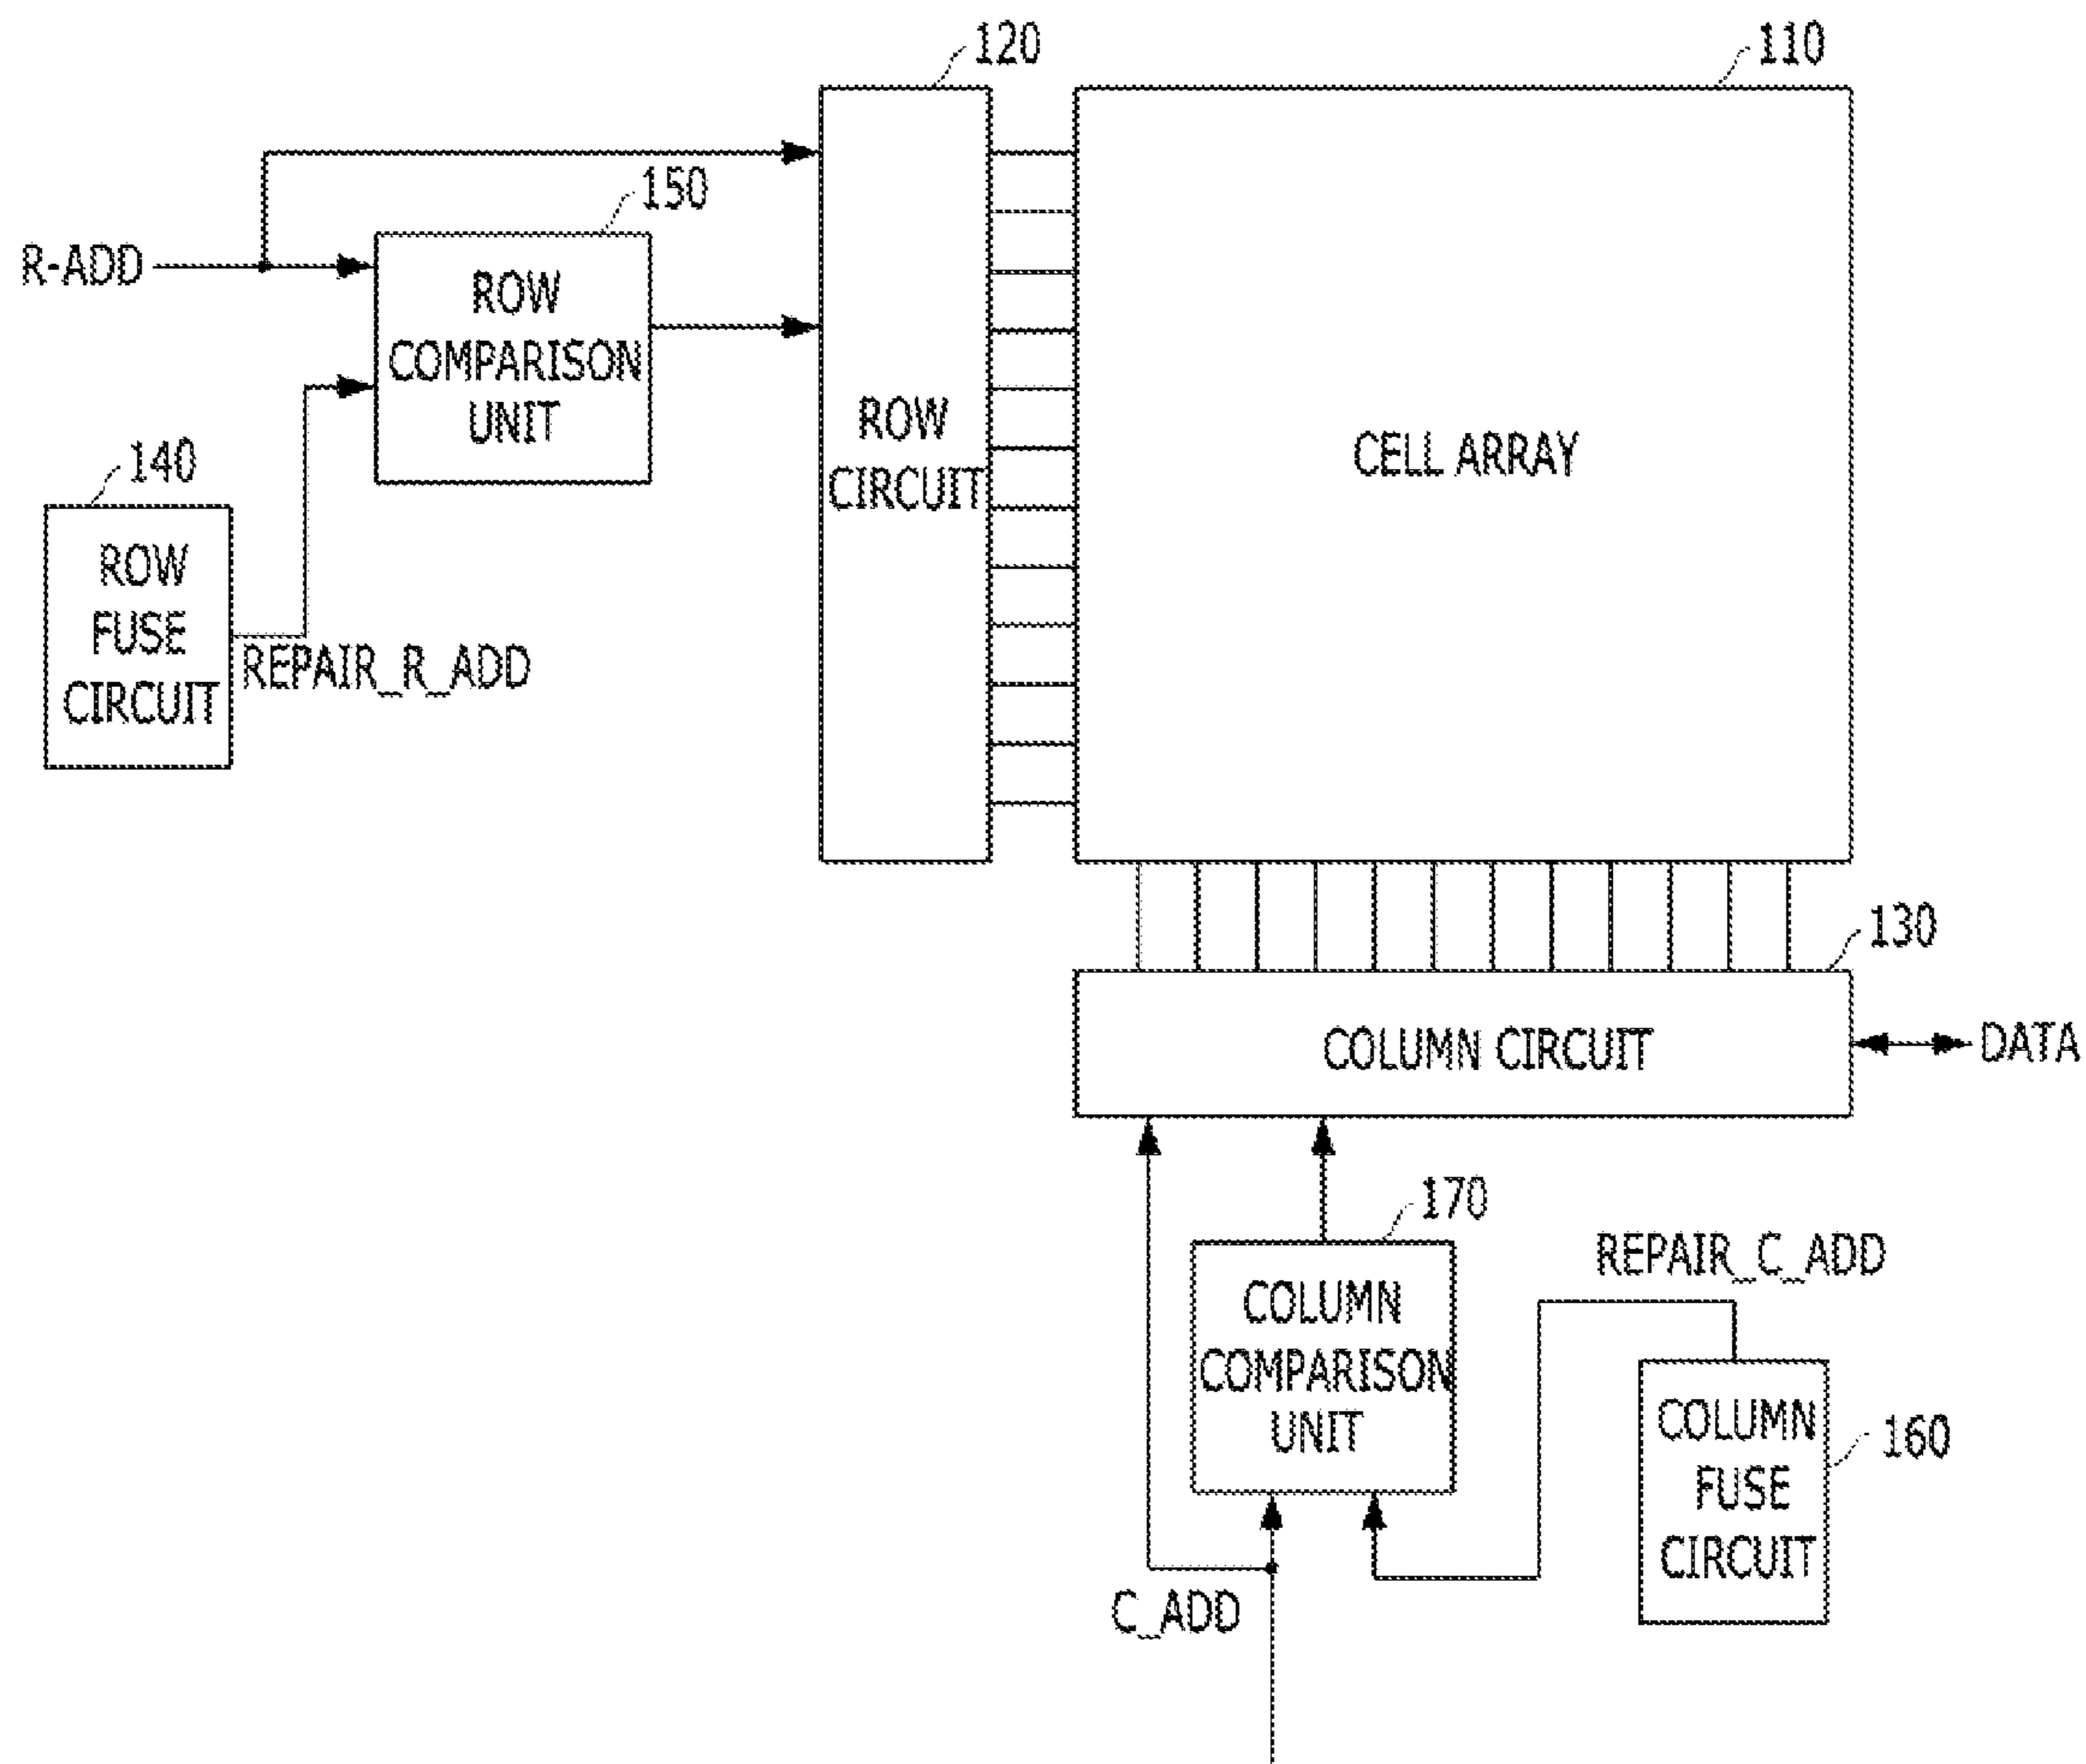 120
110
150
R-ADD
ROW
COMPARISON
UNIT
ROW
CIRCUIT
CELL ARRAY
140
ROW
FUSE
CIRCUIT
REPAIR_R_ADD
130
COLUMN CIRCUIT
DATA
170
REPAIR_C_ADD
COLUMN
COMPARISON
UNIT
COLUMN
FUSE
CIRCUIT
160
C_ADD